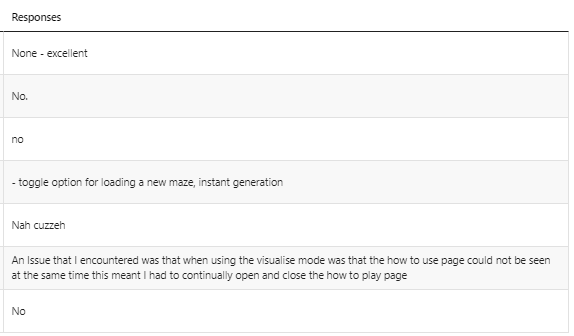 Responses
None - excellent
No.
no
- toggle option for loading a new maze, instant generation
Nah cuzzeh
An Issue that I encountered was that when using the visualise mode was that the how to use page could not be seen
at the same time this meant I had to continually open and close the how to play page
No